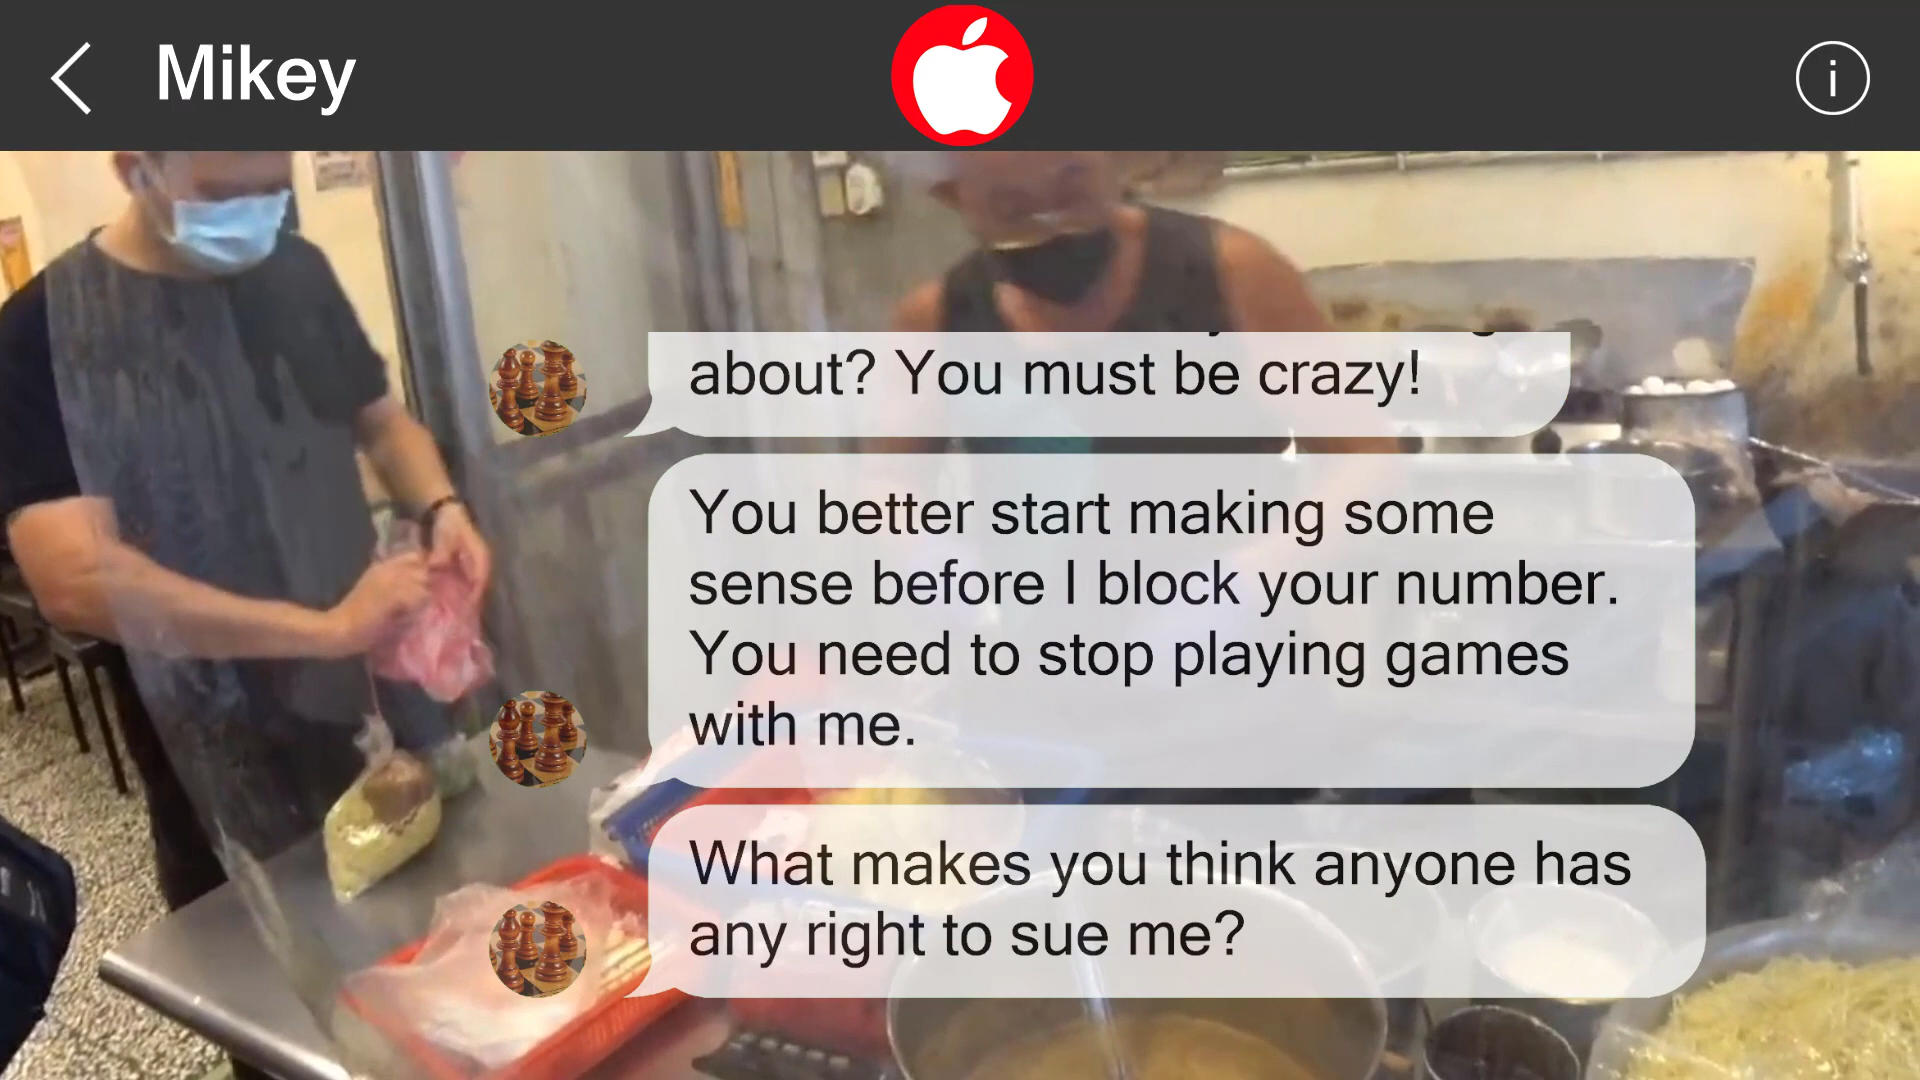 Mikey
about? You must be crazy!
You better start making some
sense before I block your number.
You need to stop playing games
with me.
What makes you think anyone has
any right to sue me?